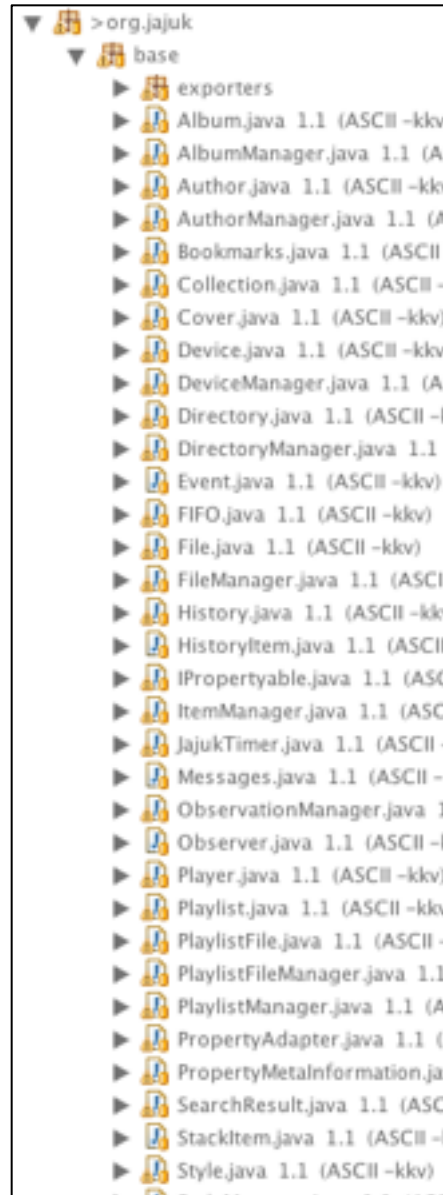 >org.jajuk
base
exporters
Album.java 1.1 (ASCII -kkv
AlbumManager.java 1.1 (A
Author.java 1.1 (ASCII -kkv
AuthorManager.java 1.1 (A
Bookmarks.java 1.1 (ASCII
Collection.java 1.1 (ASCII -
Cover.java 1.1 (ASCII -kkv)
Device.java 1.1 (ASCII -kkv
DeviceManager.java 1.1 (A
Directory.java 1.1 (ASCII -k
DirectoryManager.java 1.1
Event.java 1.1 (ASCII -kkv)
FIFO.java 1.1 (ASCII -kkv)
File.java 1.1 (ASCII -kkv)
FileManager.java 1.1 (ASCI
History.java 1.1 (ASCII -kkv
HistoryItem.java 1.1 (ASCII
IPropertyable.java 1.1 (ASC
ItemManager.java 1.1 (ASC
JajukTimer.java 1.1 (ASCII -
Messages.java 1.1 (ASCII -
ObservationManager.java 1
Observer.java 1.1 (ASCII -k
Player.java 1.1 (ASCII -kkv)
Playlist.java 1.1 (ASCII -kkv
PlaylistFile.java 1.1 (ASCII -
PlaylistFileManager.java 1.1
PlaylistManager.java 1.1 (A
PropertyAdapter.java 1.1 (
PropertyMetaInformation.ja
SearchResult.java 1.1 (ASC
StackItem.java 1.1 (ASCII -k
Style.java 1.1 (ASCII -kkv)